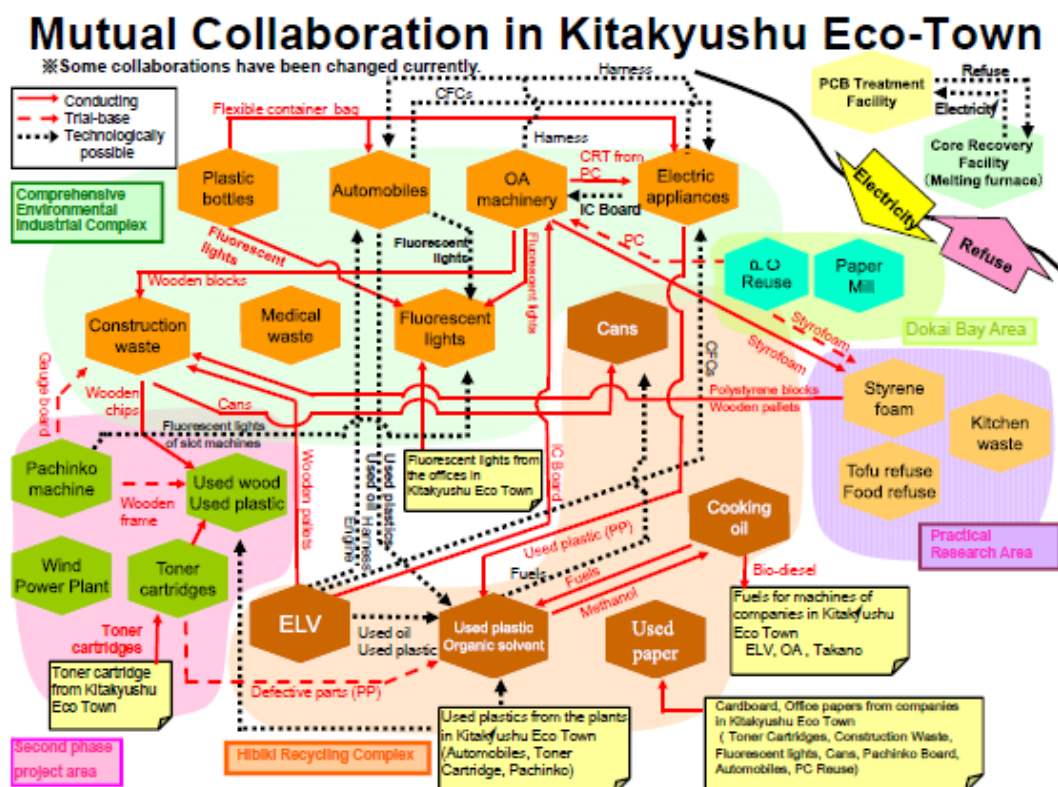 Mutual Collaboration in Kitakyushu Eco-Town
※Some collaborations have been changed currently.
Conducting
Trial-base
Technologically
possible
Flexible container baq
Harness
CFCs
Harness
PCB Treatment
Facility
Refuse
Electricity
Core Recovery
Facility
(Melting furnace)
Comprehensive
Environmental
Industrial Complex
Plastic
bottles
Automobiles
OA
machinery
CRT from
PC
IC Board
Electric
appliances
Electricity
Refuse
Fluorescent
lights
Fluorescent
lights
Fluorescent lights
PC
PC
Reuse
Paper
Mill
Dokai Bay Area
Wooden blocks
Construction
waste
Medical
waste
Fluorescent
lights
Cans
CFCs
Styrofoam
Styrofoam
Styrene
foam
Kitchen
waste
Tofu refuse
Food refuse
Practical
Research Area
Polystyrene blocks
Wooden pallets
Gauge board
Wooden
chips
Cans
Fluorescent lights
of slot machines
Pachinko
machine
Wooden
frame
Used wood
Used plastic
Wooden pallets
Engine
Harness
Used oil
Used plastics
Fluorescent lights from
the offices in
Kitakyushu Eco Town
IC Board
Used plastic (PP)
Cooking
oil
Wind
Power Plant
Toner
cartridges
Fuels
Fuels
Methanol
Bio-diesel
ELV
Used oil
Used plastic
Used plastic
Organic solvent
Used
paper
Fuels for machines of
companies in Kitakyushu
Eco Town
ELV, OA , Takano
Toner
cartridges
Toner cartridge
from Kitakyushu
Eco Town
Defective parts (PP)
Second phase
project area
Hibiki Recycling Complex
Used plastics from the plants
in Kitakyushu Eco Town
(Automobiles, Toner
Cartridge, Pachinko)
Cardboard, Office papers from companies
in Kitakyushu Eco Town
( Toner Cartridges, Construction Waste,
Fluorescent lights, Cans, Pachinko Board,
Automobiles, PC Reuse)